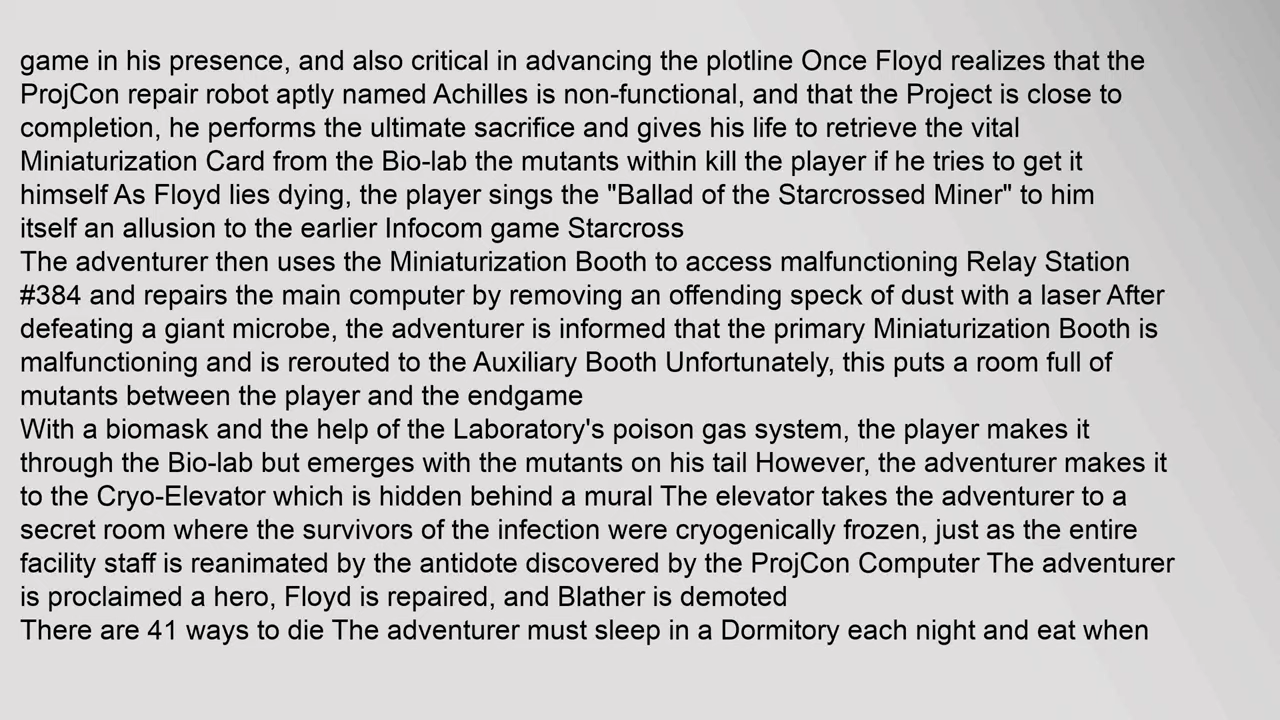 game in his presence, and also critical in advancing the plotline Once Floyd realizes that the
ProjCon repair robot aptly named Achilles is non-functional, and that the Project is close to
completion, he performs the ultimate sacrifice and gives his life to retrieve the vital
Miniaturization Card from the Bio-lab the mutants within kill the player if he tries to get it
himself As Floyd lies dying, the player sings the "Ballad of the Starcrossed Miner" to him
itself an allusion to the earlier Infocom game Starcross
The adventurer then uses the Miniaturization Booth to access malfunctioning Relay Station
#384 and repairs the main computer by removing an offending speck of dust with a laser After
defeating a giant microbe, the adventurer is informed that the primary Miniaturization Booth is
malfunctioning and is rerouted to the Auxiliary Booth Unfortunately, this puts a room full of
mutants between the player and the endgame
With a biomask and the help of the Laboratory's poison gas system, the player makes it
through the Bio-lab but emerges with the mutants on his tail However, the adventurer makes it
to the Cryo-Elevator which is hidden behind a mural The elevator takes the adventurer to a
secret room where the survivors of the infection were cryogenically frozen, just as the entire
facility staff is reanimated by the antidote discovered by the ProjCon Computer The adventurer
is proclaimed a hero, Floyd is repaired, and Blather is demoted
There are 41 ways to die The adventurer must sleep in a Dormitory each night and eat when